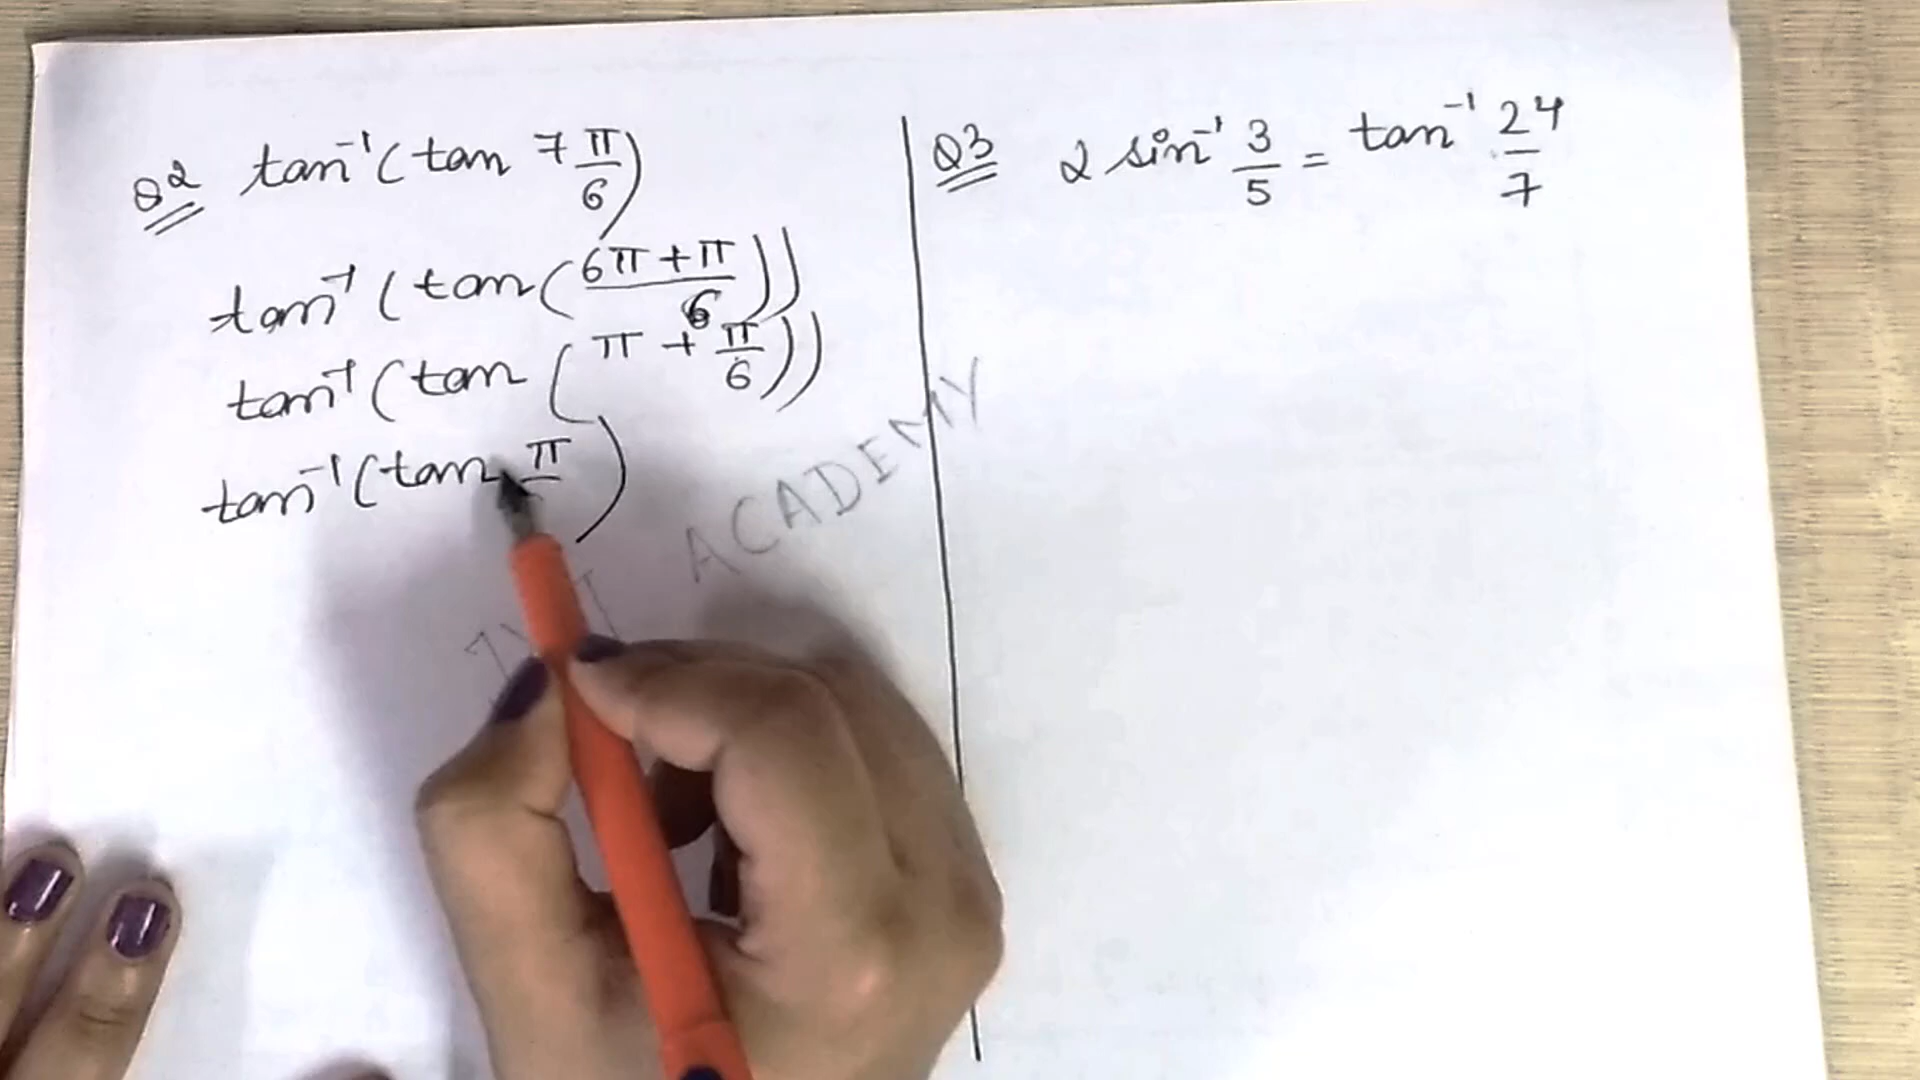 Q2 tan⁻¹(tan 7π/6)
tan⁻¹(tan(6π+π/6))
tan⁻¹(tan(π+π/6))
tan⁻¹(tan π/)
Q3 2 sin⁻¹ 3/5 = tan⁻¹ 24/7
ACADEMY